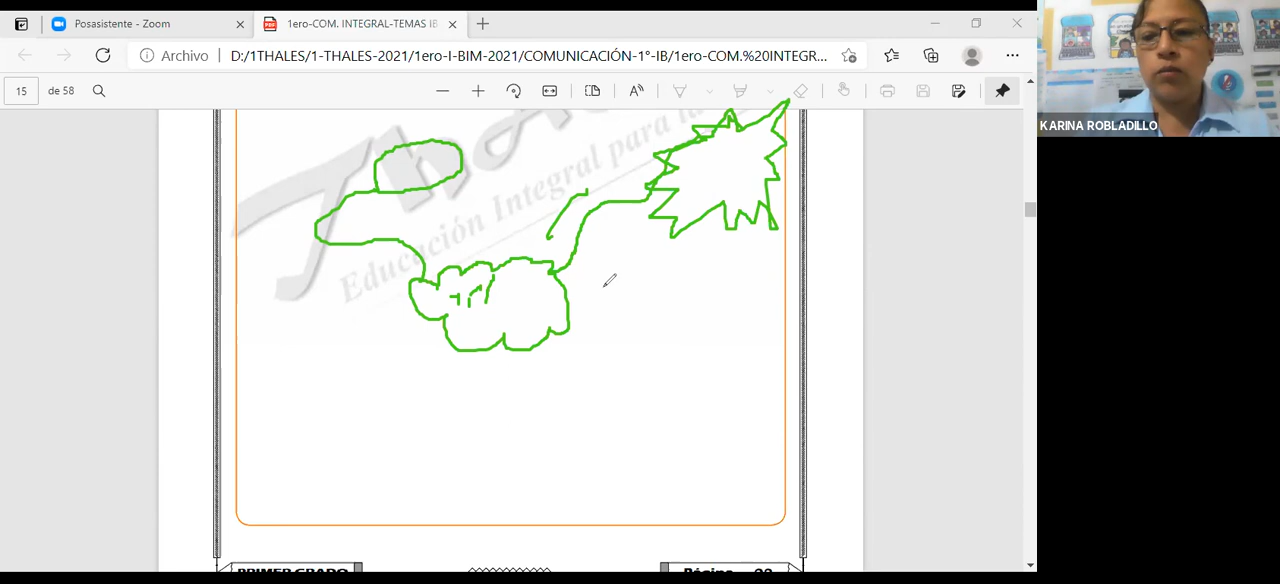 Posasistente - Zoom
1ero-COM. INTEGRAL-TEMAS IB
Archivo
D:/1THALES/1-THALES-2021/1ero-I-BIM-2021/COMUNICACIÓN-1°-IB/1ero-COM.%20INTEGR...
15
de 58
KARINA ROBLADILLO
Educación Integral para la
PRIMER GRADO
Página